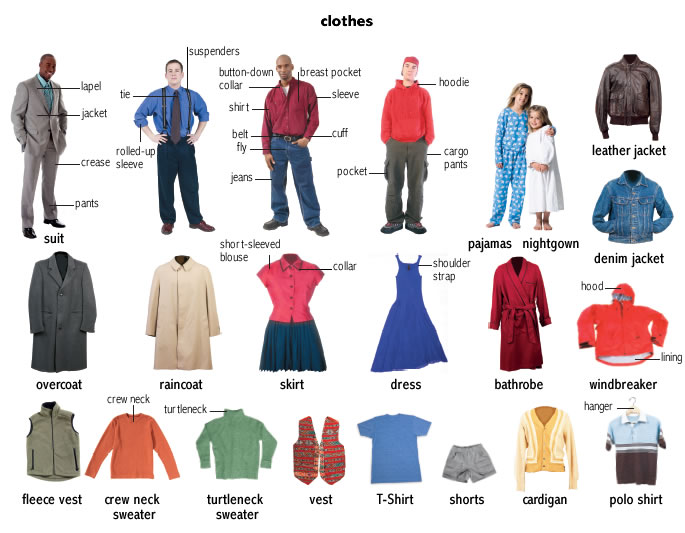 clothes
suspenders
lapel
jacket
crease
pants
suit
tie
rolled-up
sleeve
button-down
collar
breast pocket
shirt
sleeve
belt
cuff
fly
jeans
hoodie
pocket
cargo
pants
pajamas
nightgown
leather jacket
denim jacket
overcoat
raincoat
short-sleeved
blouse
collar
skirt
shoulder
strap
dress
bathrobe
hood
lining
windbreaker
fleece vest
crew neck
crew neck
sweater
turtleneck
turtleneck
sweater
vest
T-Shirt
shorts
cardigan
hanger
polo shirt